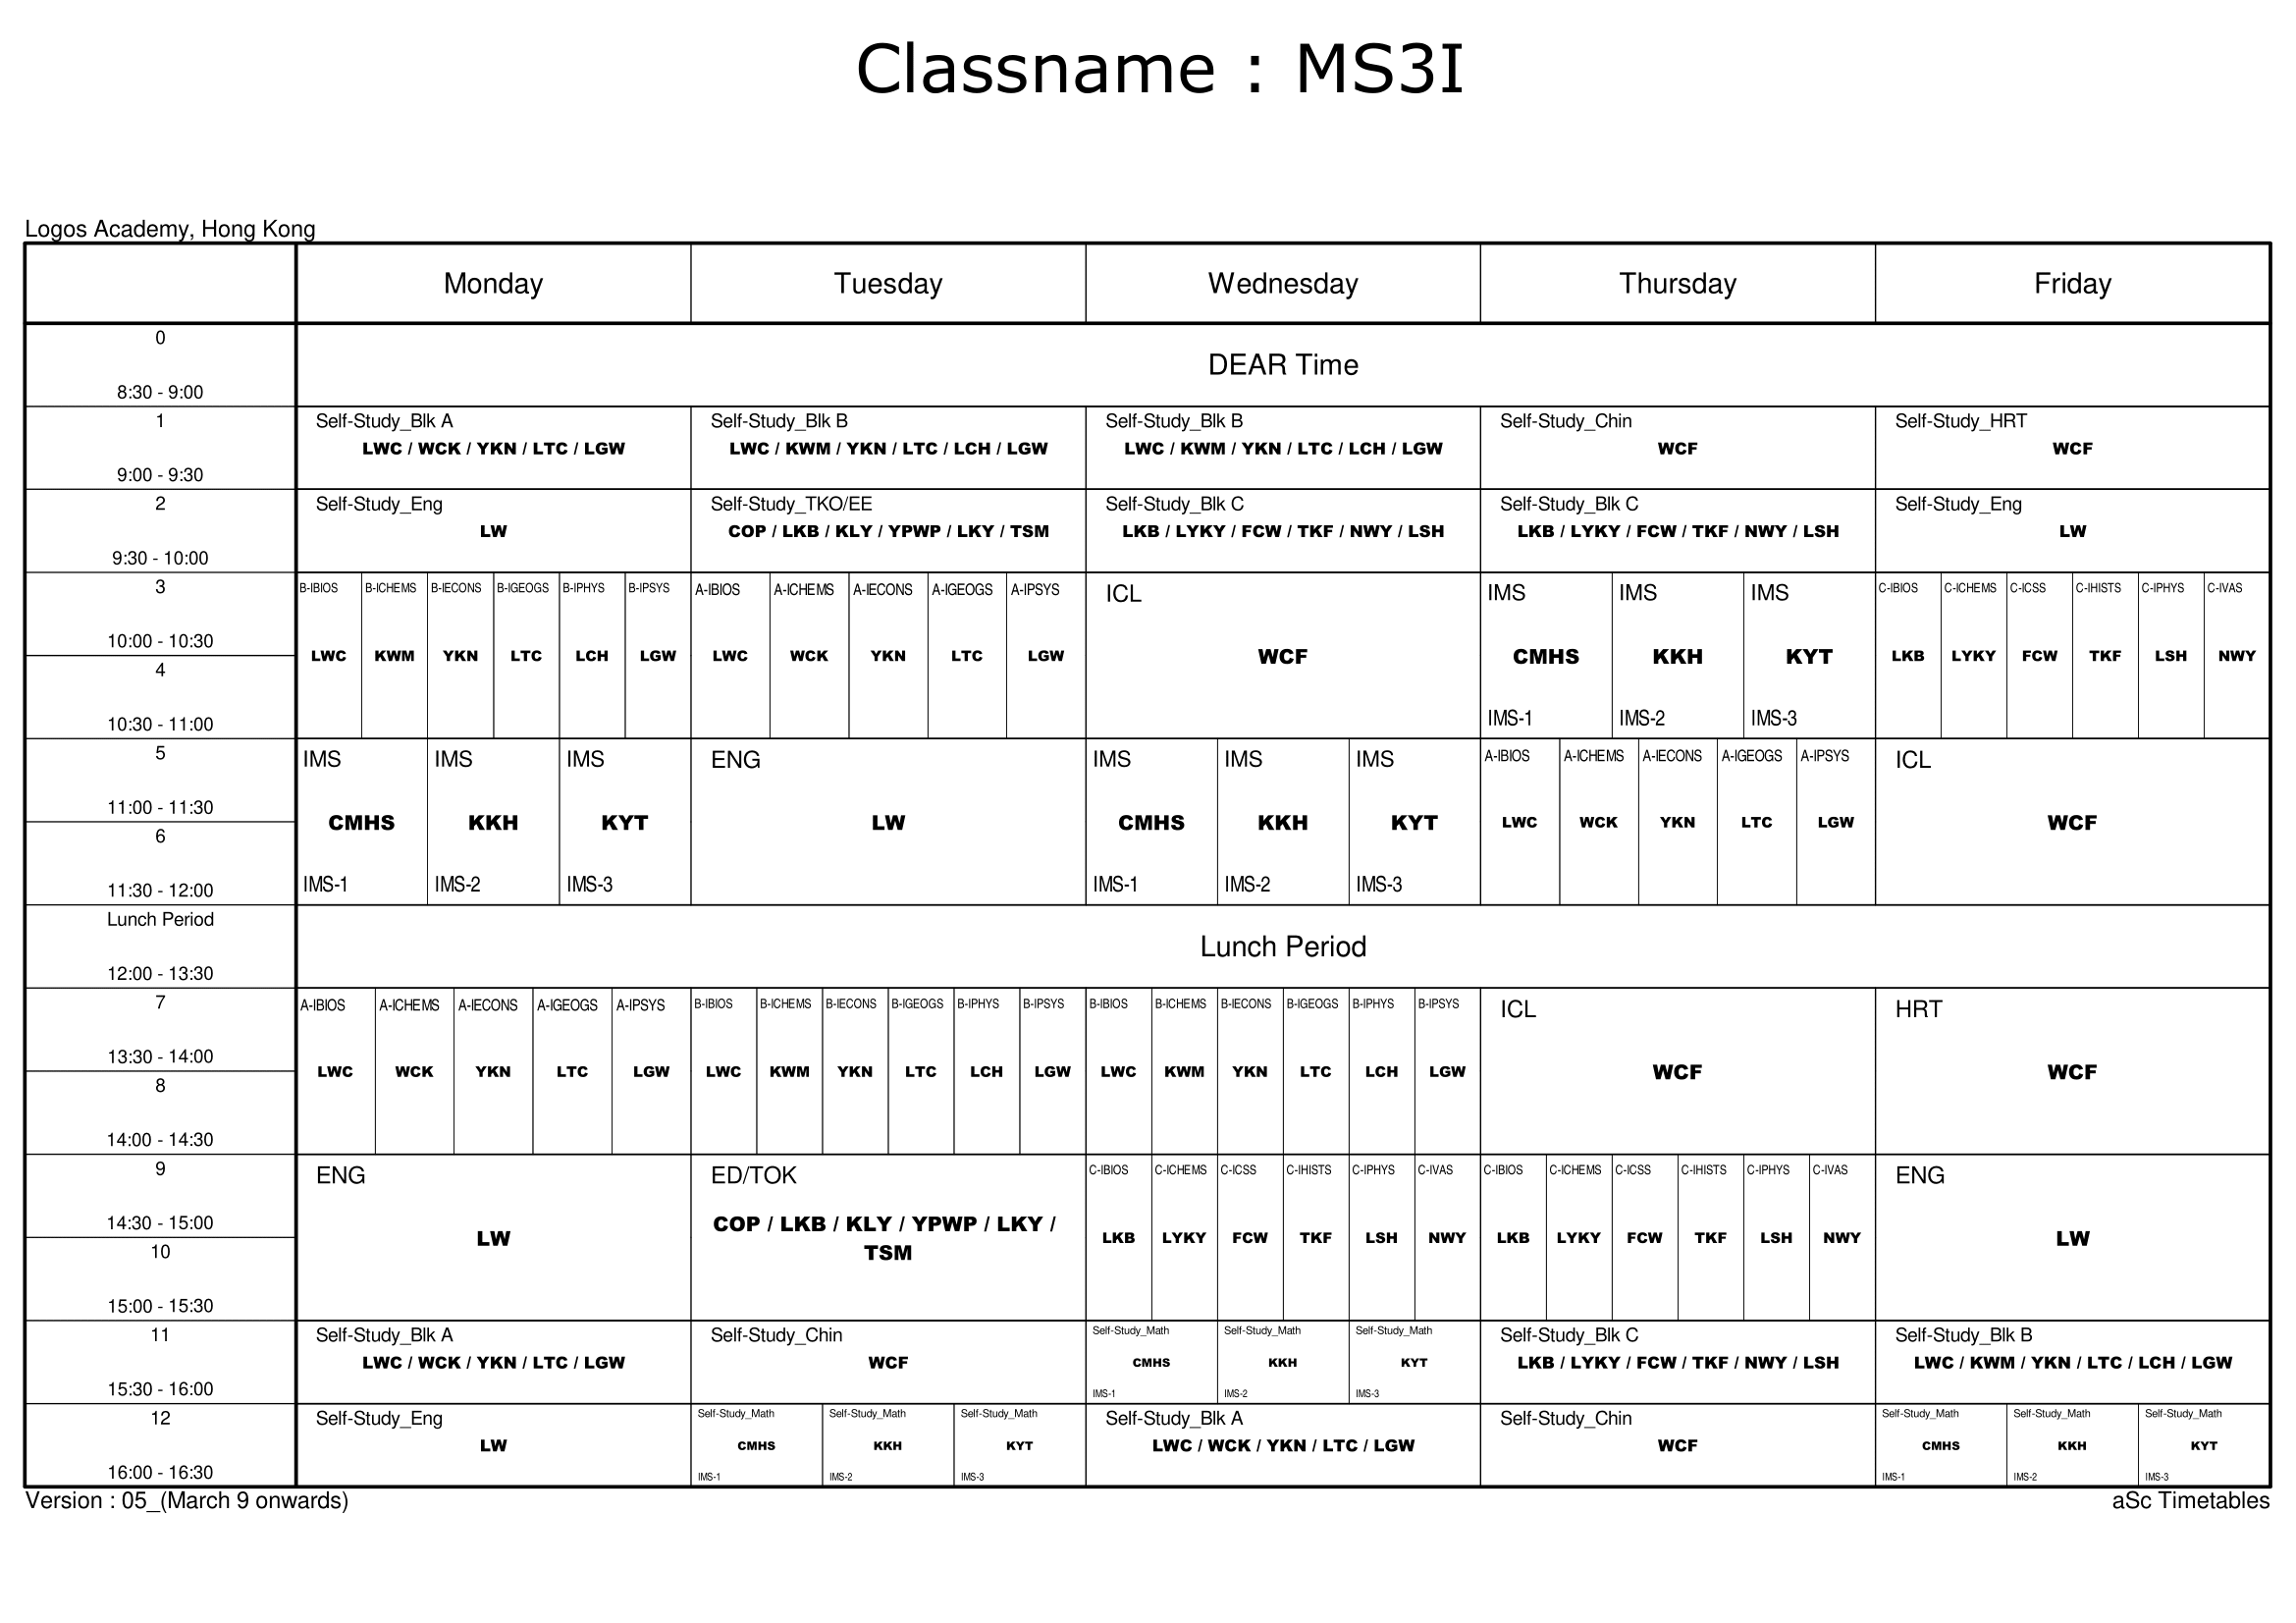 Classname : MS3I
Logos Academy, Hong Kong
Monday Tuesday Wednesday Thursday Friday
0
8:30 - 9:00
DEAR Time
1
9:00 - 9:30
Self-Study_Blk A
LWC / WCK / YKN / LTC / LGW
Self-Study_Blk B
LWC / KWM / YKN / LTC / LCH / LGW
Self-Study_Blk B
LWC / KWM / YKN / LTC / LCH / LGW
Self-Study_Chin
WCF
Self-Study_HRT
WCF
2
9:30 - 10:00
Self-Study_Eng
LW
Self-Study_TKO/EE
COP / LKB / KLY / YPWP / LKY / TSM
Self-Study_Blk C
LKB / LYKY / FCW / TKF / NWY / LSH
Self-Study_Blk C
LKB / LYKY / FCW / TKF / NWY / LSH
Self-Study_Eng
LW
3
10:00 - 10:30
4
10:30 - 11:00
B-IBIOS B-ICHEMS B-IECONS B-IGEOGS B-IPHYS B-IPSYS
LWC KWM YKN LTC LCH LGW
A-IBIOS A-ICHEMS A-IECONS A-IGEOGS A-IPSYS
LWC WCK YKN LTC LGW
ICL
WCF
IMS IMS IMS
CMHS KKH KYT
IMS-1 IMS-2 IMS-3
C-IBIOS C-ICHEMS C-ICSS C-IHISTS C-IPHYS C-IVAS
LKB LYKY FCW TKF LSH NWY
5
11:00 - 11:30
6
11:30 - 12:00
IMS IMS IMS
CMHS KKH KYT
IMS-1 IMS-2 IMS-3
ENG
LW
IMS IMS IMS
CMHS KKH KYT
IMS-1 IMS-2 IMS-3
A-IBIOS A-ICHEMS A-IECONS A-IGEOGS A-IPSYS
LWC WCK YKN LTC LGW
ICL
WCF
Lunch Period
12:00 - 13:30
Lunch Period
7
13:30 - 14:00
8
14:00 - 14:30
A-IBIOS A-ICHEMS A-IECONS A-IGEOGS A-IPSYS
LWC WCK YKN LTC LGW
B-IBIOS B-ICHEMS B-IECONS B-IGEOGS B-IPHYS B-IPSYS
LWC KWM YKN LTC LCH LGW
B-IBIOS B-ICHEMS B-IECONS B-IGEOGS B-IPHYS B-IPSYS
LWC KWM YKN LTC LCH LGW
ICL
WCF
HRT
WCF
9
14:30 - 15:00
10
15:00 - 15:30
ENG
LW
ED/TOK
COP / LKB / KLY / YPWP / LKY /
TSM
C-IBIOS C-ICHEMS C-ICSS C-IHISTS C-IPHYS C-IVAS
LKB LYKY FCW TKF LSH NWY
C-IBIOS C-ICHEMS C-ICSS C-IHISTS C-IPHYS C-IVAS
LKB LYKY FCW TKF LSH NWY
ENG
LW
11
15:30 - 16:00
Self-Study_Blk A
LWC / WCK / YKN / LTC / LGW
Self-Study_Chin
WCF
Self-Study_Math Self-Study_Math Self-Study_Math
CMHS KKH KYT
IMS-1 IMS-2 IMS-3
Self-Study_Blk C
LKB / LYKY / FCW / TKF / NWY / LSH
Self-Study_Blk B
LWC / KWM / YKN / LTC / LCH / LGW
12
16:00 - 16:30
Self-Study_Eng
LW
Self-Study_Math Self-Study_Math Self-Study_Math
CMHS KKH KYT
IMS-1 IMS-2 IMS-3
Self-Study_Blk A
LWC / WCK / YKN / LTC / LGW
Self-Study_Chin
WCF
Self-Study_Math Self-Study_Math Self-Study_Math
CMHS KKH KYT
IMS-1 IMS-2 IMS-3
Version : 05_(March 9 onwards)
aSc Timetables